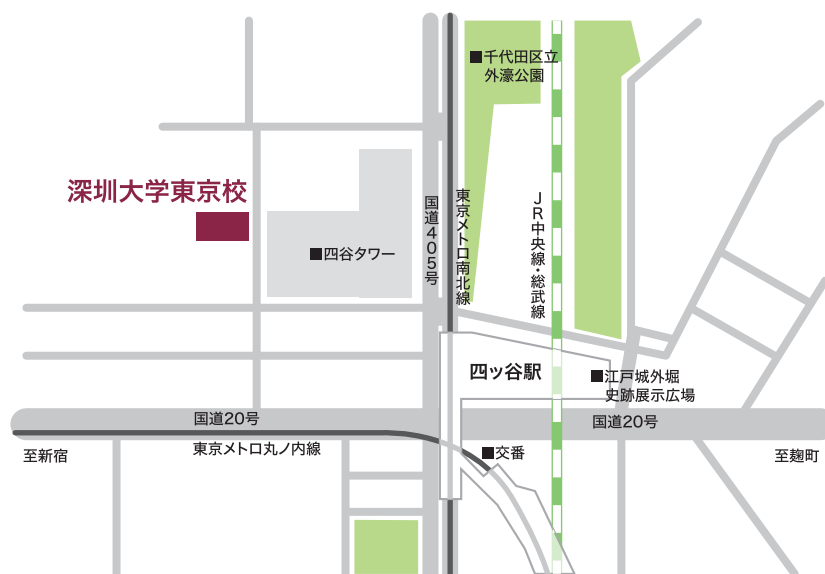 千代田区立
外濠公園
深圳大学東京校
国道405号
東京メトロ南北線
JR中央線・総武線
四谷タワー
四ッ谷駅
江戸城外堀
史跡展示広場
国道20号
国道20号
東京メトロ丸ノ内線
交番
至新宿
至麹町